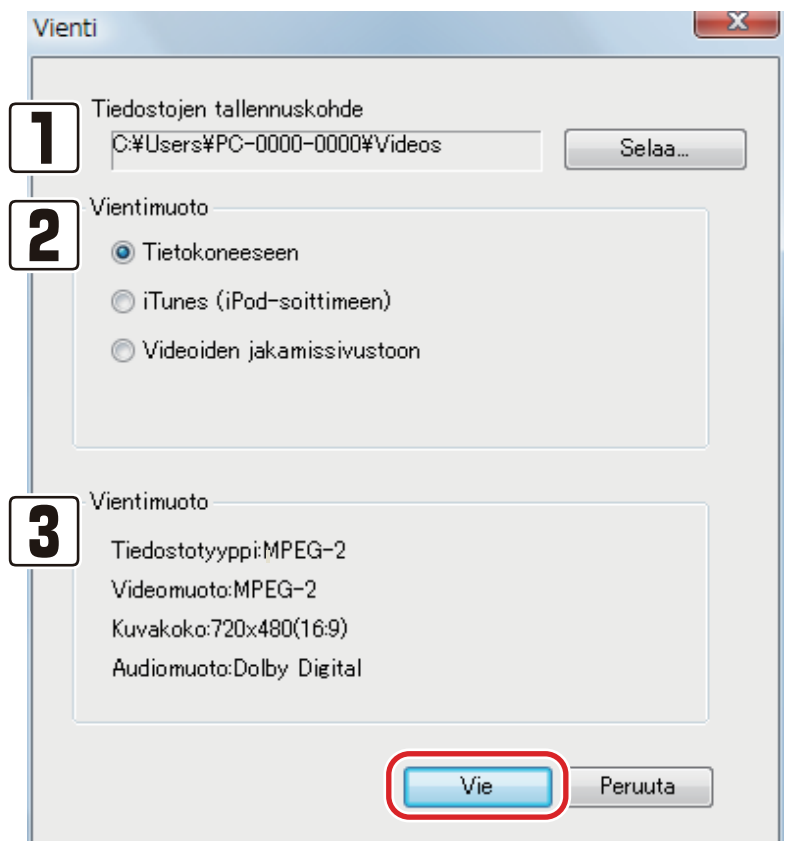 Vienti
X
1
Tiedostojen tallennuskohde
C:¥Users¥PC-0000-0000¥Videos
Selaa...
2
Vientimuoto
Tietokoneeseen
iTunes (iPod-soittimeen)
Videoiden jakamissivustoon
3
Vientimuoto
Tiedostotyyppi:MPEG-2
Videomuoto:MPEG-2
Kuvakoko:720x480(16:9)
Audiomuoto:Dolby Digital
Vie
Peruuta